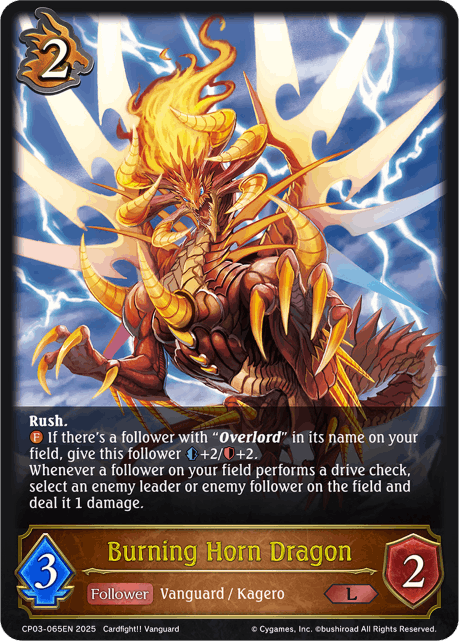 2
Rush.
F If there's a follower with "Overlord" in its name on your
field, give this follower +2/+2.
Whenever a follower on your field performs a drive check,
select an enemy leader or enemy follower on the field and
deal it 1 damage.
Burning Horn Dragon
3
Follower Vanguard / Kagero L
2
CP03-065EN 2025 Cardfight!! Vanguard © Cygames, Inc. ©bushiroad All Rights Reserved.